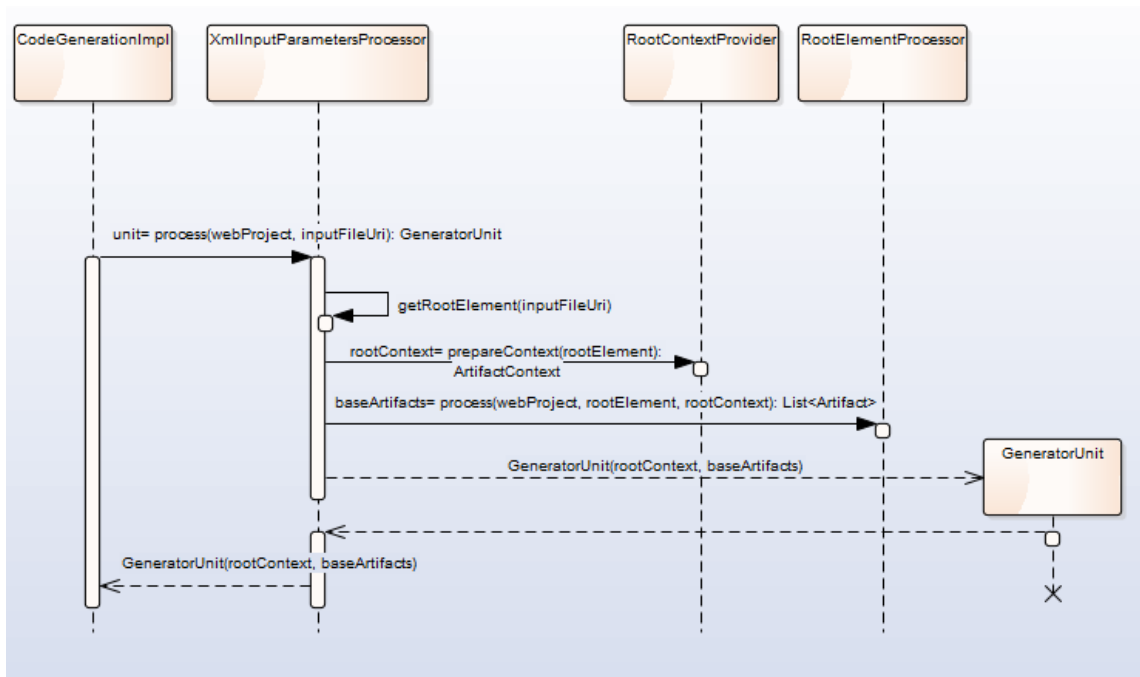 CodeGenerationImpl
XmlInputParametersProcessor
RootContextProvider
RootElementProcessor
unit= process(webProject, inputFileUri): GeneratorUnit
getRootElement(inputFileUri)
rootContext= prepareContext(rootElement):
ArtifactContext
baseArtifacts= process(webProject, rootElement, rootContext): List<Artifact>
GeneratorUnit
GeneratorUnit(rootContext, baseArtifacts)
GeneratorUnit(rootContext, baseArtifacts)